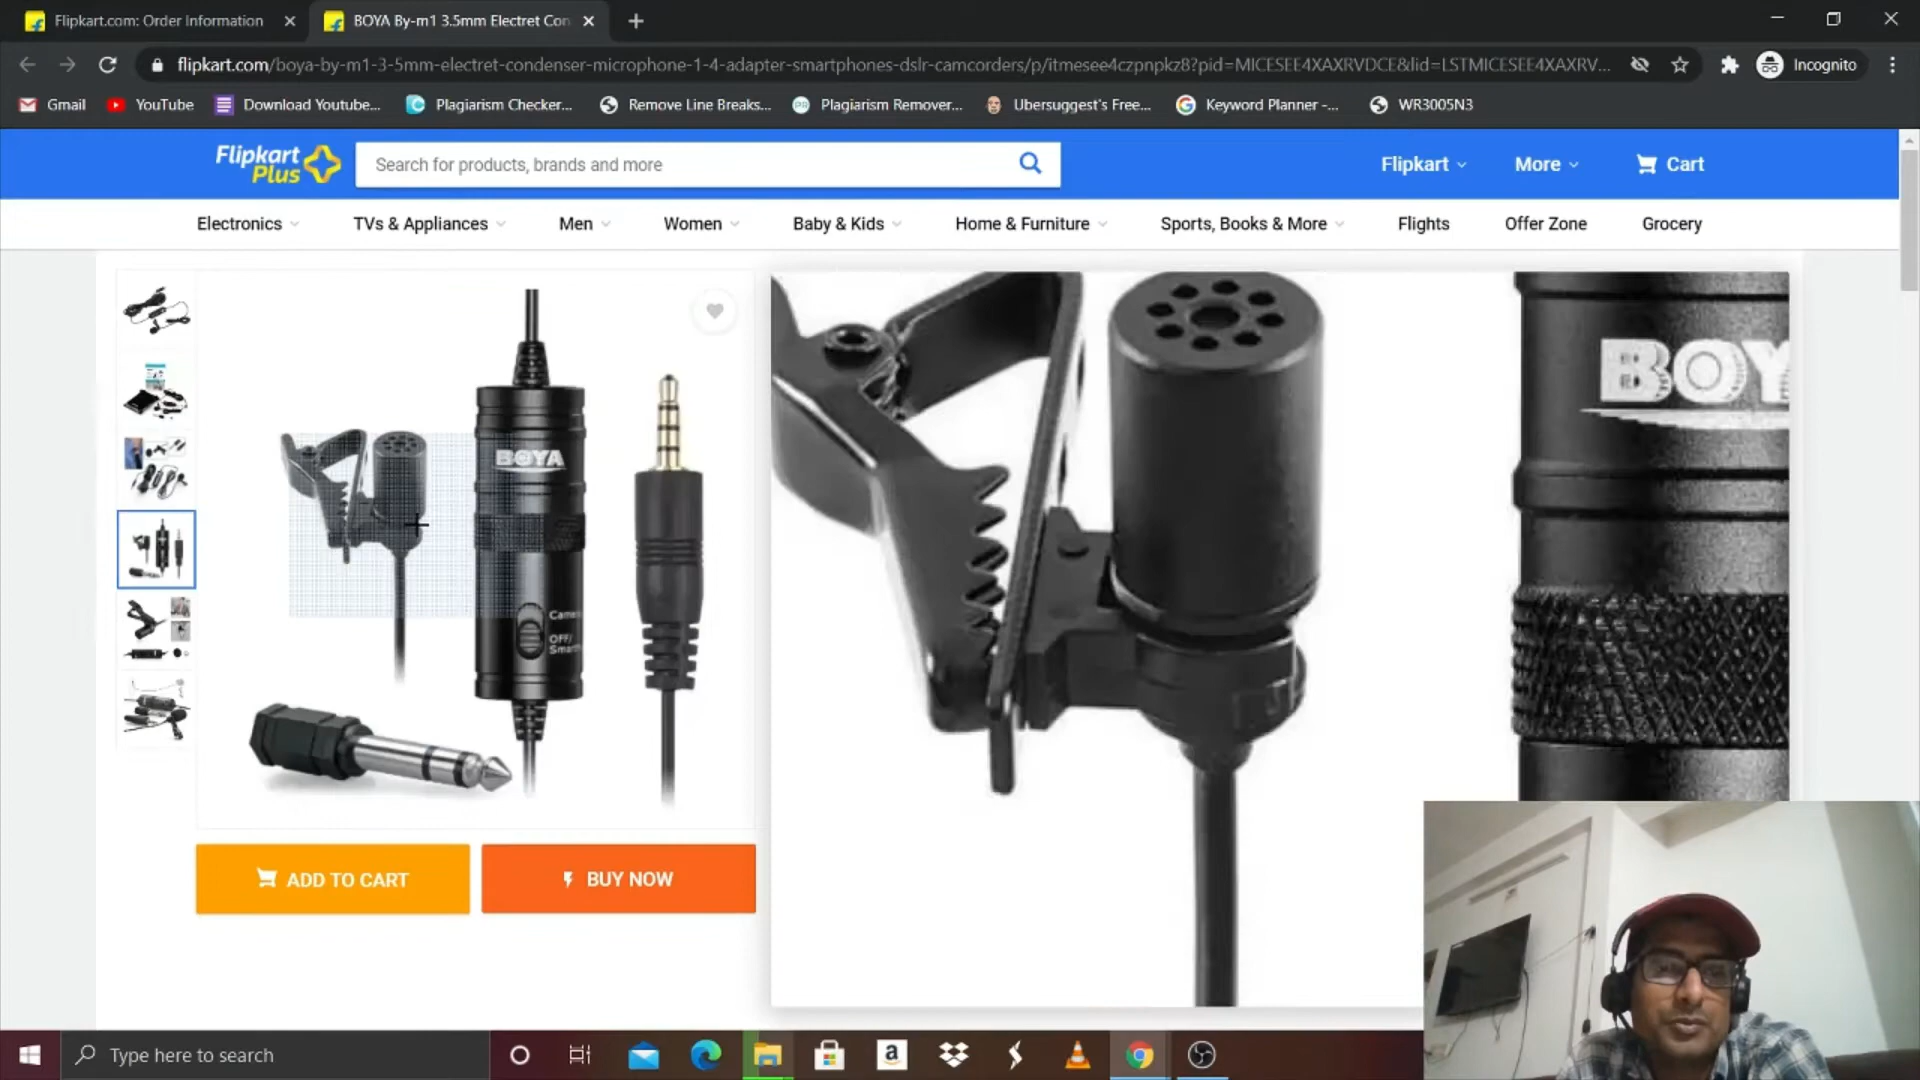 Flipkart.com: Order Information
BOYA By-m1 3.5mm Electret Con
flipkart.com/boya-by-m1-3-5mm-electret-condenser-microphone-1-4-adapter-smartphones-dslr-camcorders/p/itmesee4czpnpkz8?pid=MICESEE4XAXRVDCE&lid=LSTMICESEE4XAXRV...
Incognito
Gmail
YouTube
Download Youtube...
Plagiarism Checker...
Remove Line Breaks...
Plagiarism Remover...
Ubersuggest's Free...
Keyword Planner -...
WR3005N3
Flipkart
Plus
Search for products, brands and more
Flipkart
More
Cart
Electronics
TVs & Appliances
Men
Women
Baby & Kids
Home & Furniture
Sports, Books & More
Flights
Offer Zone
Grocery
BOYA
OFF/
BOY
ADD TO CART
BUY NOW
Type here to search